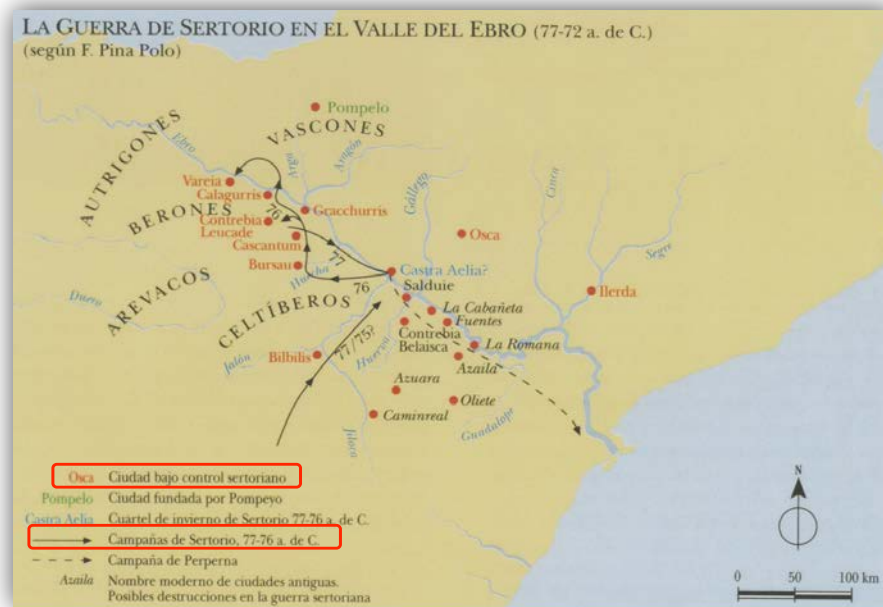 LA GUERRA DE SERTORIO EN EL VALLE DEL EBRO (77-72 a. de C.)
(según F. Pina Polo)
Pompelo
VASCONES
AUTRIGONES
Ebro
Arga
Aragón
Vareia
Calagurris
Gállego
Cinca
BERONES
76
Gracchurris
Contrebia
Leucade
Cascantum
Osca
Segre
77
Bursau
Huecha
76
Castra Aelia?
Salduie
Ilerda
AREVACOS
Duero
CELTÍBEROS
La Cabañeta
Fuentes
Contrebia
Belaisca
La Romana
77/75?
Huerva
Jalón
Bilbilis
Azaila
Azuara
Oliete
Guadalope
Caminreal
Jiloca
N
Osca Ciudad bajo control sertoriano
Pompelo Ciudad fundada por Pompeyo
Castra Aelia Cuartel de invierno de Sertorio 77-76 a. de C.
Campañas de Sertorio, 77-76 a. de C.
Campaña de Perperna
Azaila Nombre moderno de ciudades antiguas.
Posibles destrucciones en la guerra sertoriana
0 50 100 km